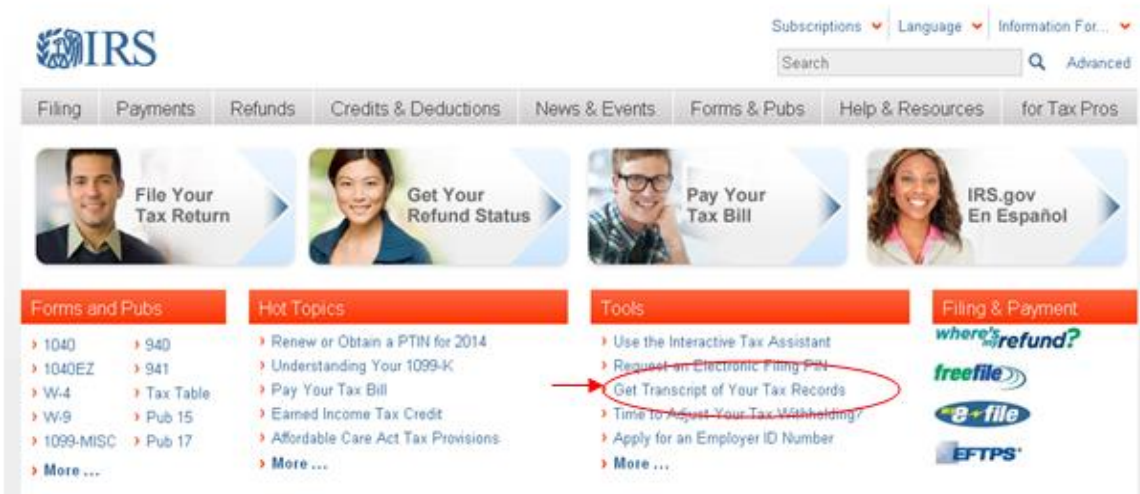 IRS
Subscriptions Language Information For...
Search Advanced
Filing Payments Refunds Credits & Deductions News & Events Forms & Pubs Help & Resources for Tax Pros
File Your
Tax Return
Get Your
Refund Status
Pay Your
Tax Bill
IRS.gov
En Español
Forms and Pubs
1040
940
1040EZ
941
W-4
Tax Table
W-9
Pub 15
1099-MISC
Pub 17
More ...
Hot Topics
Renew or Obtain a PTIN for 2014
Understanding Your 1099-K
Pay Your Tax Bill
Earned Income Tax Credit
Affordable Care Act Tax Provisions
More ...
Tools
Use the Interactive Tax Assistant
Request an Electronic Filing PIN
Get Transcript of Your Tax Records
Time to Adjust Your Tax Withholding?
Apply for an Employer ID Number
More ...
Filing & Payment
where's my refund?
freefile
e-file
EFTPS